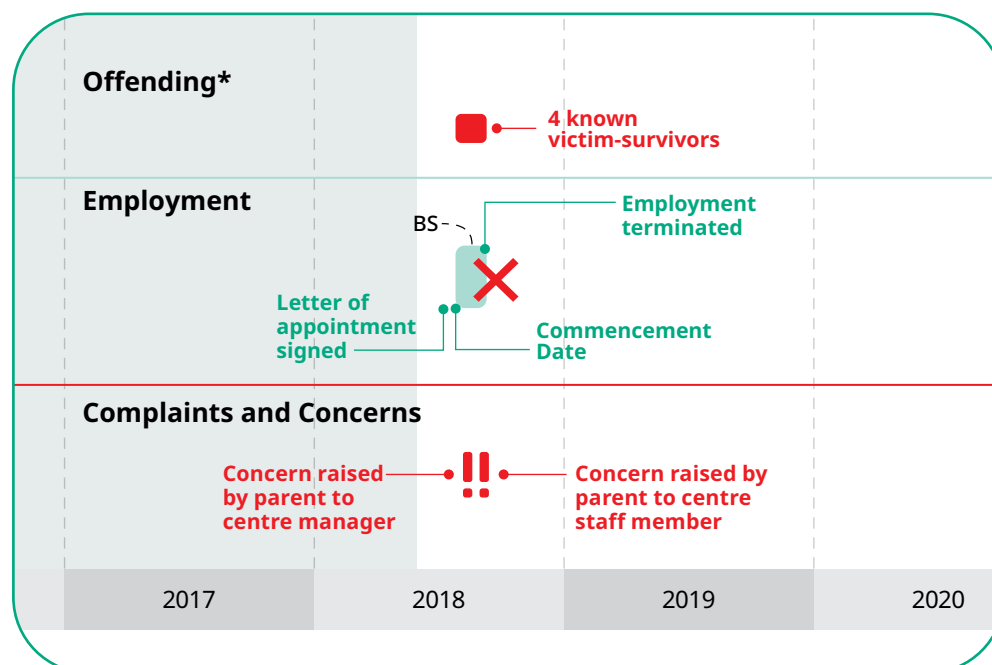 Offending*
4 known
victim-survivors
Employment
BS
Employment
terminated
Letter of
appointment
signed
Commencement
Date
Complaints and Concerns
Concern raised
by parent to
centre manager
!!
Concern raised by
parent to centre
staff member
2017
2018
2019
2020